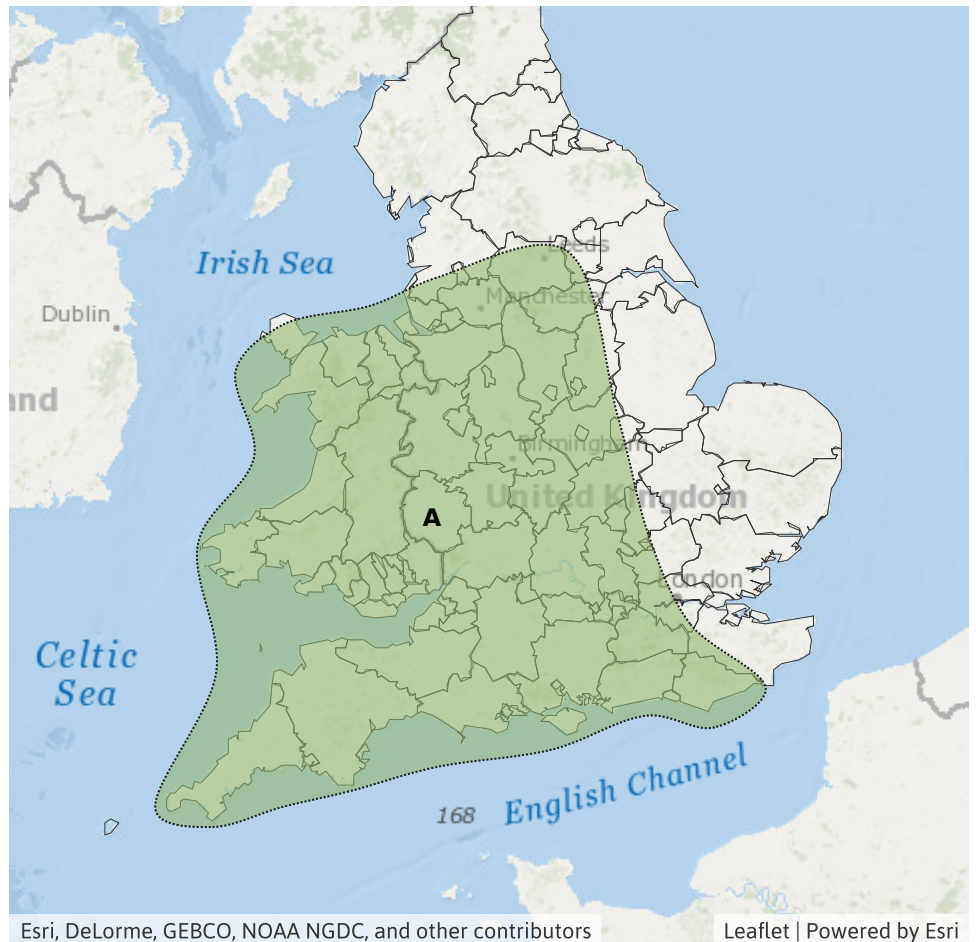 Leeds
Irish Sea
Manchester
Dublin
and
Birmingham
United Kingdom
A
London
Celtic
Sea
English Channel
168
Esri, DeLorme, GEBCO, NOAA NGDC, and other contributors
Leaflet | Powered by Esri